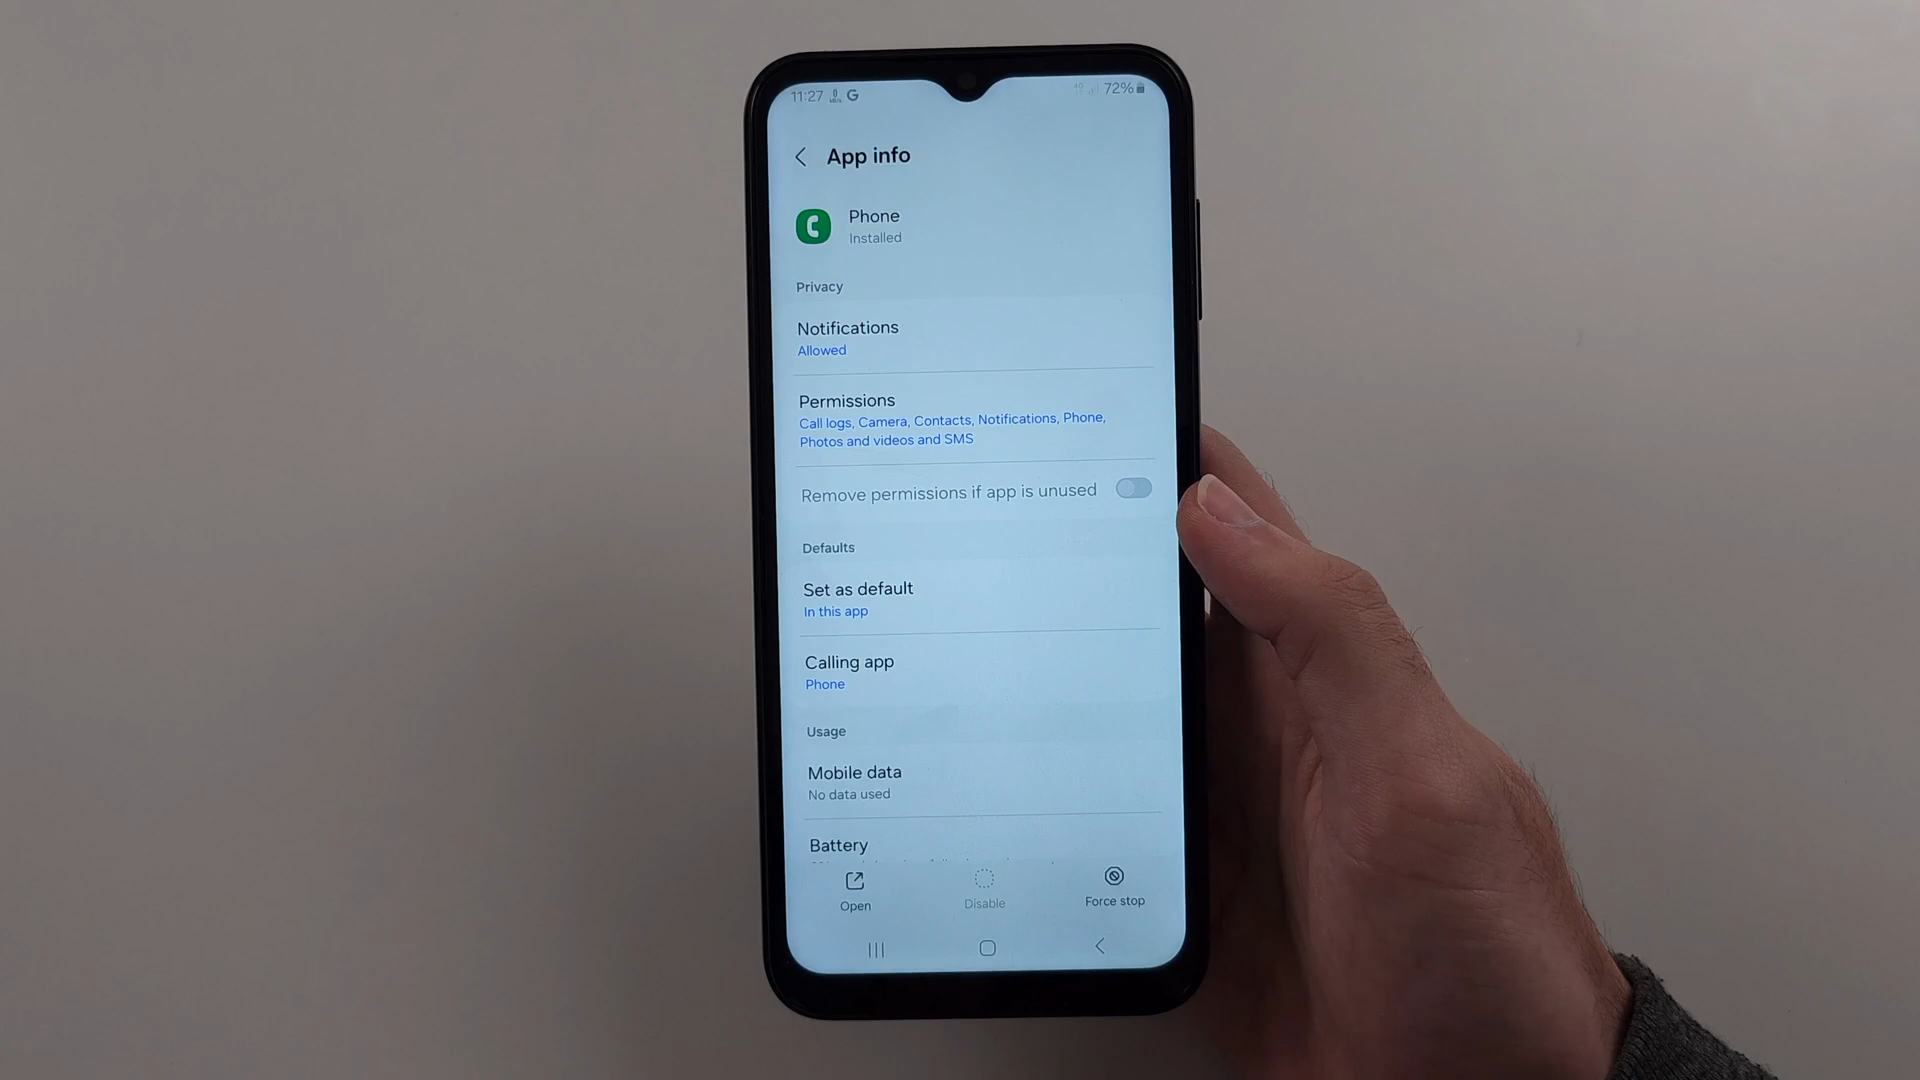 11:27 G 72%
App info
Phone
Installed
Privacy
Notifications
Allowed
Permissions
Call logs, Camera, Contacts, Notifications, Phone,
Photos and videos and SMS
Remove permissions if app is unused
Defaults
Set as default
In this app
Calling app
Phone
Usage
Mobile data
No data used
Battery
Open
Disable
Force stop